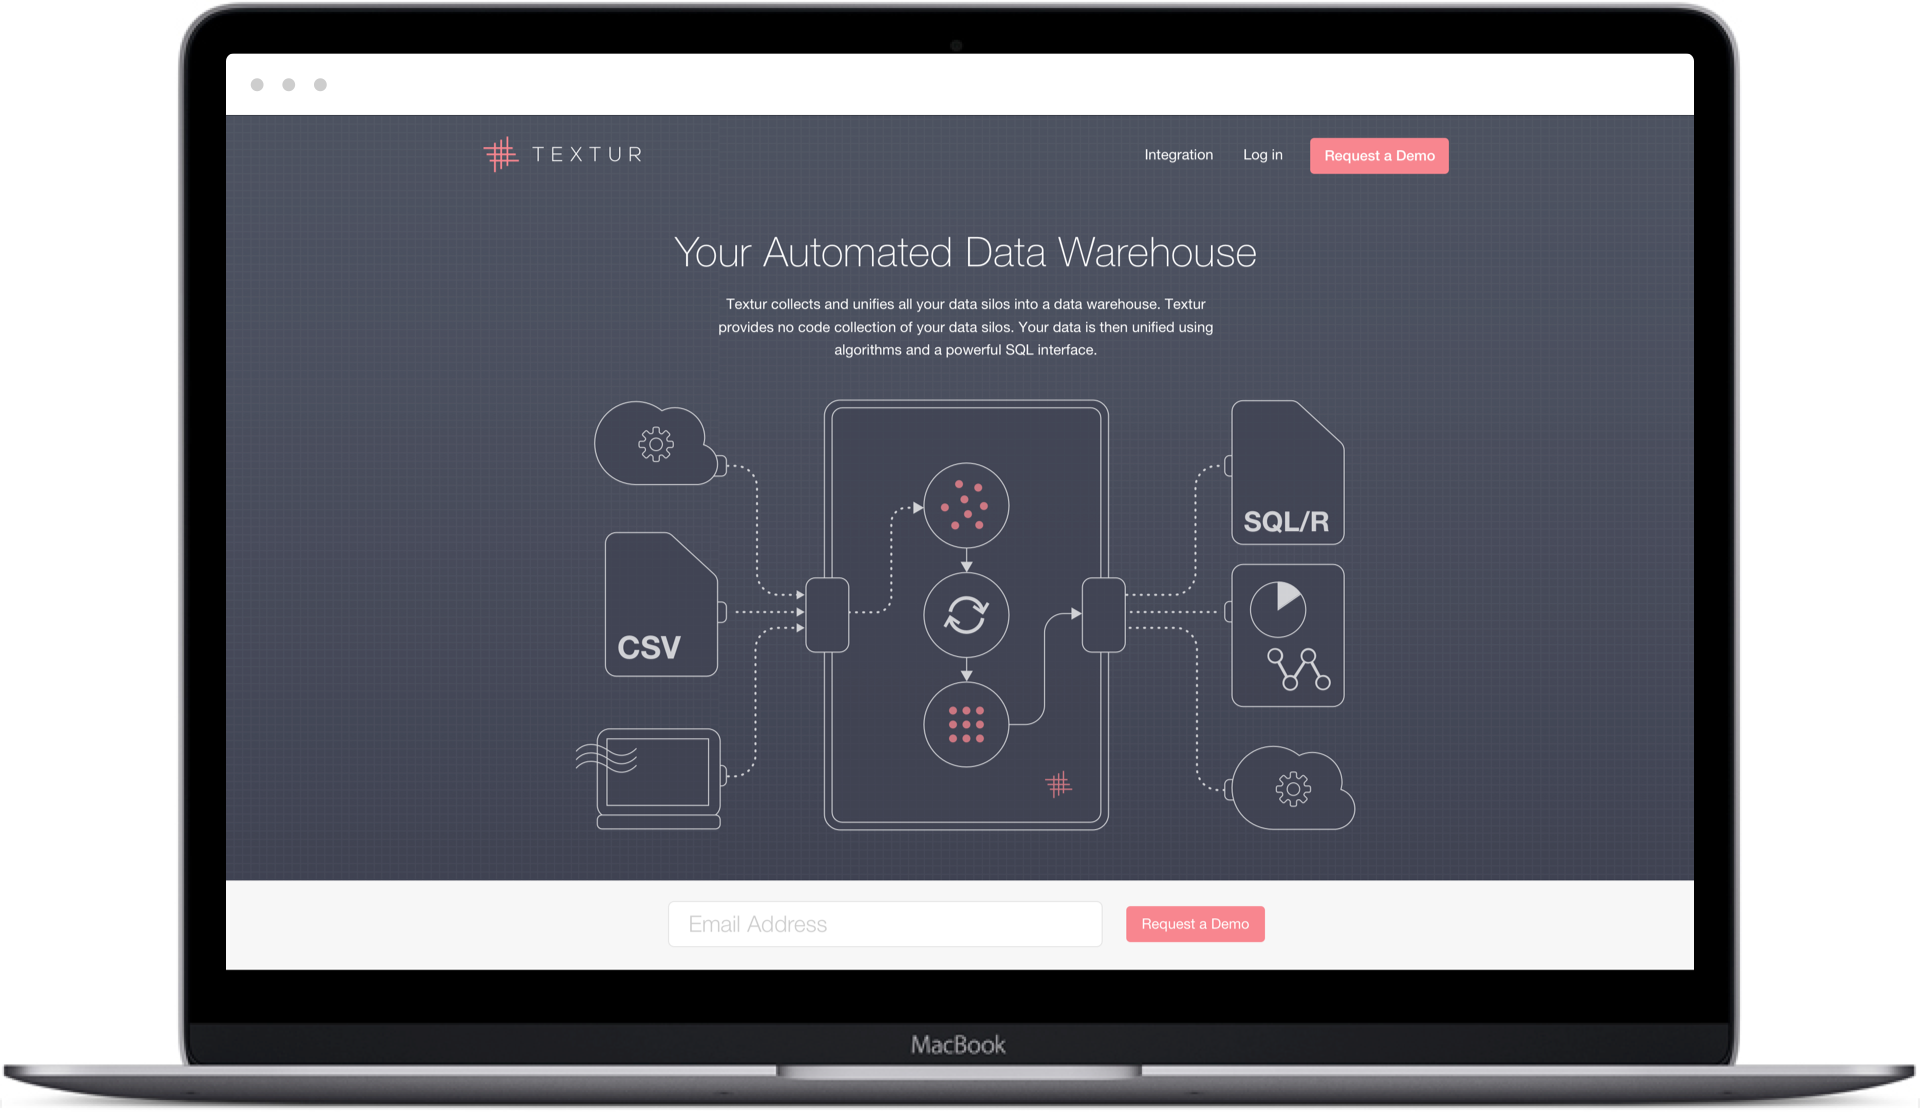 TEXTUR
Integration
Log in
Request a Demo
Your Automated Data Warehouse
Textur collects and unifies all your data silos into a data warehouse. Textur
provides no code collection of your data silos. Your data is then unified using
algorithms and a powerful SQL interface.
SQL/R
CSV
Email Address
Request a Demo
MacBook